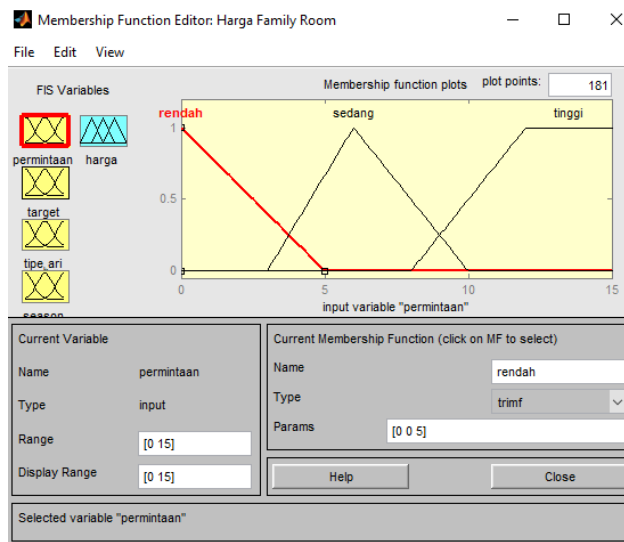 Membership Function Editor: Harga Family Room
File Edit View
FIS Variables
Membership function plots plot points: 181
rendah sedang tinggi
permintaan harga
target
tipe_ari
season
1
0.5
0
0 5 10 15
input variable "permintaan"
Current Variable
Name permintaan
Type input
Range [0 15]
Display Range [0 15]
Current Membership Function (click on MF to select)
Name rendah
Type trimf
Params [0 0 5]
Help Close
Selected variable "permintaan"